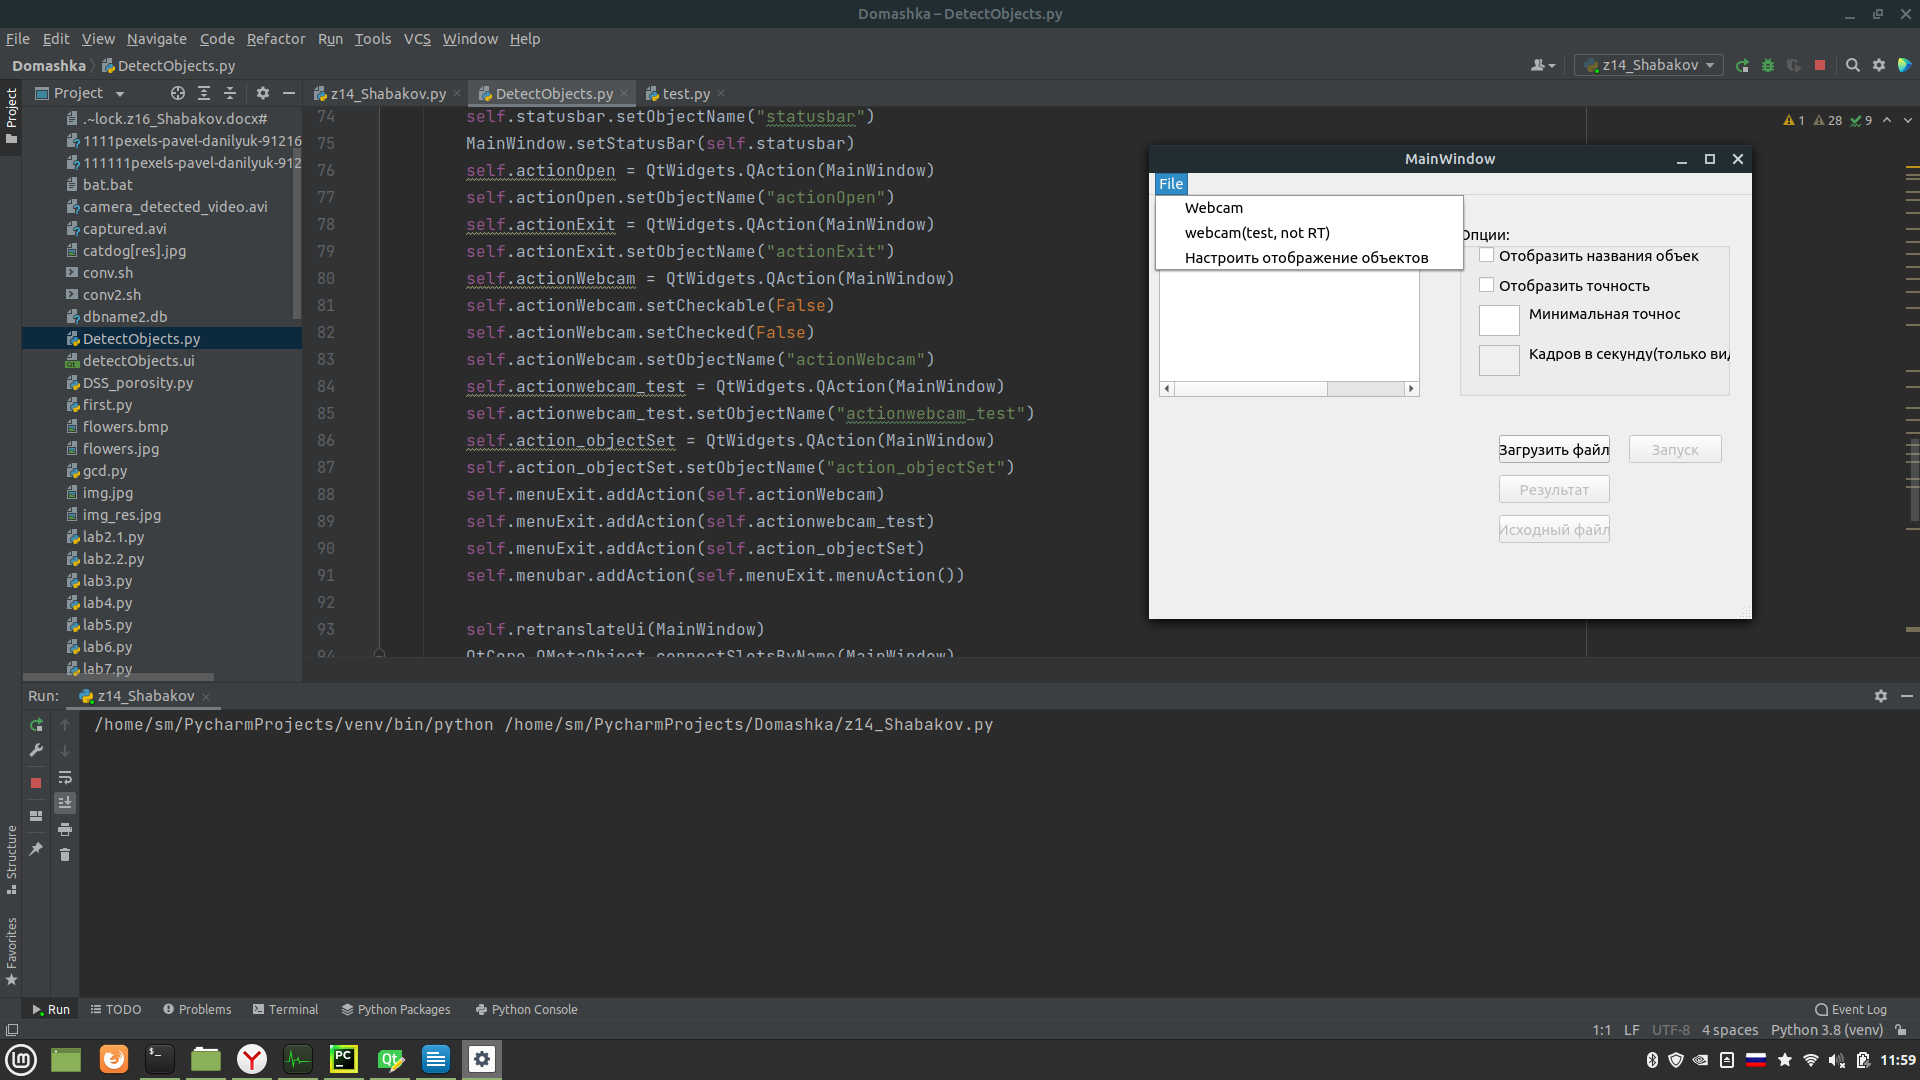 Domashka – DetectObjects.py
File Edit View Navigate Code Refactor Run Tools VCS Window Help
Domashka DetectObjects.py
z14_Shabakov
Project
z14_Shabakov.py
DetectObjects.py
test.py
Project
.~lock.z16_Shabakov.docx#
1111pexels-pavel-danilyuk-91216
111111pexels-pavel-danilyuk-912
bat.bat
camera_detected_video.avi
captured.avi
catdog[res].jpg
conv.sh
conv2.sh
dbname2.db
DetectObjects.py
detectObjects.ui
DSS_porosity.py
first.py
flowers.bmp
flowers.jpg
gcd.py
img.jpg
img_res.jpg
lab2.1.py
lab2.2.py
lab3.py
lab4.py
lab5.py
lab6.py
lab7.py
74 self.statusbar.setObjectName("statusbar")
75 MainWindow.setStatusBar(self.statusbar)
76 self.actionOpen = QtWidgets.QAction(MainWindow)
77 self.actionOpen.setObjectName("actionOpen")
78 self.actionExit = QtWidgets.QAction(MainWindow)
79 self.actionExit.setObjectName("actionExit")
80 self.actionWebcam = QtWidgets.QAction(MainWindow)
81 self.actionWebcam.setCheckable(False)
82 self.actionWebcam.setChecked(False)
83 self.actionWebcam.setObjectName("actionWebcam")
84 self.actionwebcam_test = QtWidgets.QAction(MainWindow)
85 self.actionwebcam_test.setObjectName("actionwebcam_test")
86 self.action_objectSet = QtWidgets.QAction(MainWindow)
87 self.action_objectSet.setObjectName("action_objectSet")
88 self.menuExit.addAction(self.actionWebcam)
89 self.menuExit.addAction(self.actionwebcam_test)
90 self.menuExit.addAction(self.action_objectSet)
91 self.menubar.addAction(self.menuExit.menuAction())
92
93 self.retranslateUi(MainWindow)
94 QtCore.QMetaObject.connectSlotsByName(MainWindow)
1 28 9
MainWindow
File
Webcam
webcam(test, not RT)
Настроить отображение объектов
Опции:
Отобразить названия объек
Отобразить точность
Минимальная точнос
Кадров в секунду(только вид
Загрузить файл
Запуск
Результат
Исходный файл
Run: z14_Shabakov
/home/sm/PycharmProjects/venv/bin/python /home/sm/PycharmProjects/Domashka/z14_Shabakov.py
Structure
Favorites
Run TODO Problems Terminal Python Packages Python Console
Event Log
1:1 LF UTF-8 4 spaces Python 3.8 (venv)
PC
Qt
11:59